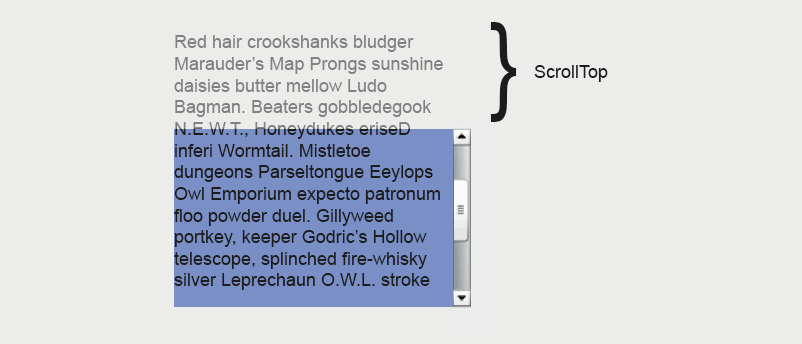 Red hair crookshanks bludger
Marauder’s Map Prongs sunshine
daisies butter mellow Ludo
Bagman. Beaters gobbledegook
N.E.W.T., Honeydukes eriseD
inferi Wormtail. Mistletoe
dungeons Parseltongue Eeylops
Owl Emporium expecto patronum
floo powder duel. Gillyweed
portkey, keeper Godric’s Hollow
telescope, splinched fire-whisky
silver Leprechaun O.W.L. stroke
} ScrollTop